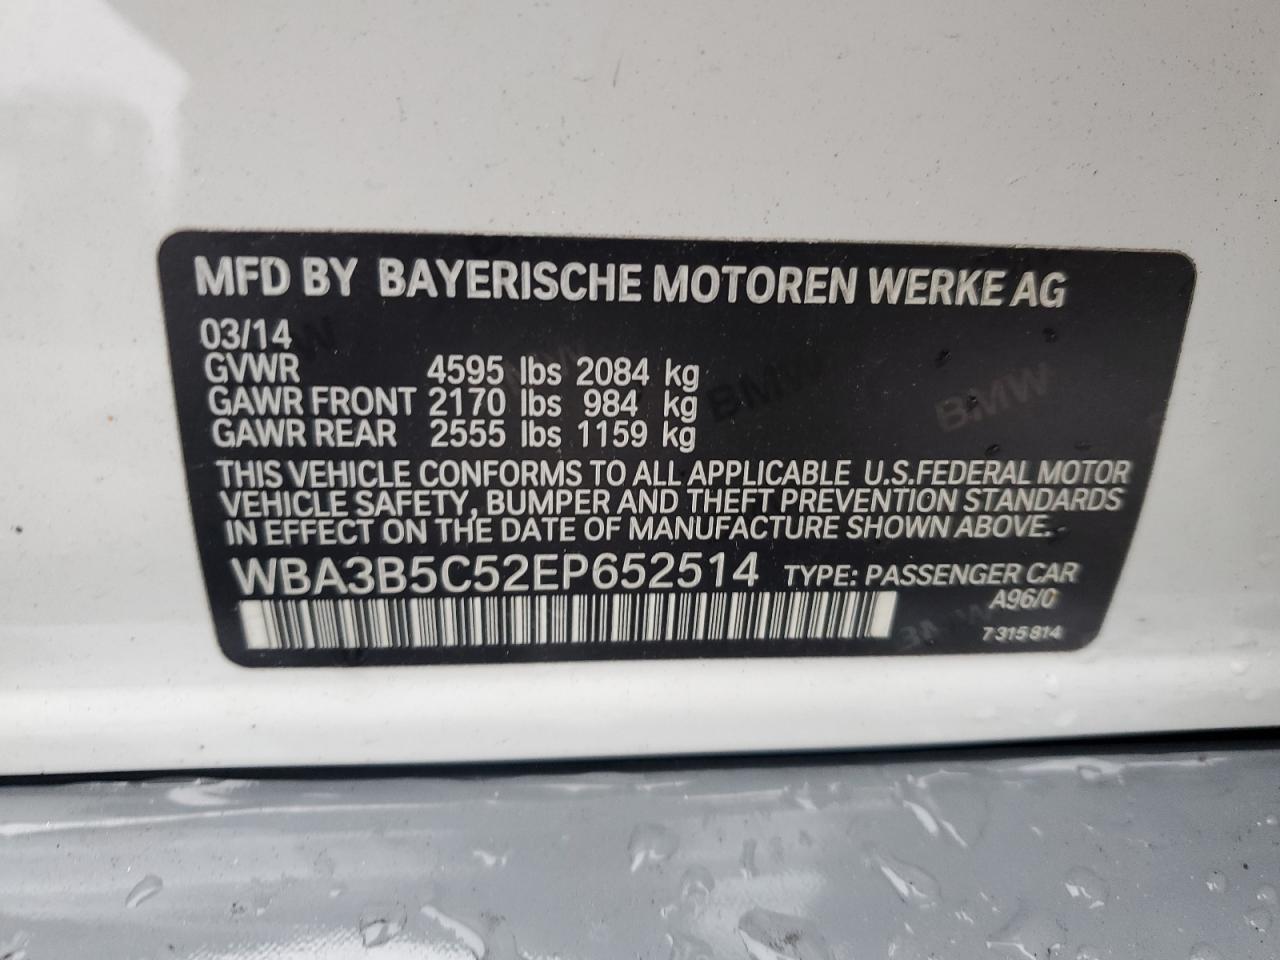 MFD BY BAYERISCHE MOTOREN WERKE AG
03/14
GVWR 4595 lbs 2084 kg
GAWR FRONT 2170 lbs 984 kg
GAWR REAR 2555 lbs 1159 kg
BMW BMW
THIS VEHICLE CONFORMS TO ALL APPLICABLE U.S.FEDERAL MOTOR
VEHICLE SAFETY, BUMPER AND THEFT PREVENTION STANDARDS
IN EFFECT ON THE DATE OF MANUFACTURE SHOWN ABOVE.
WBA3B5C52EP652514 TYPE: PASSENGER CAR
A96/0
7315814